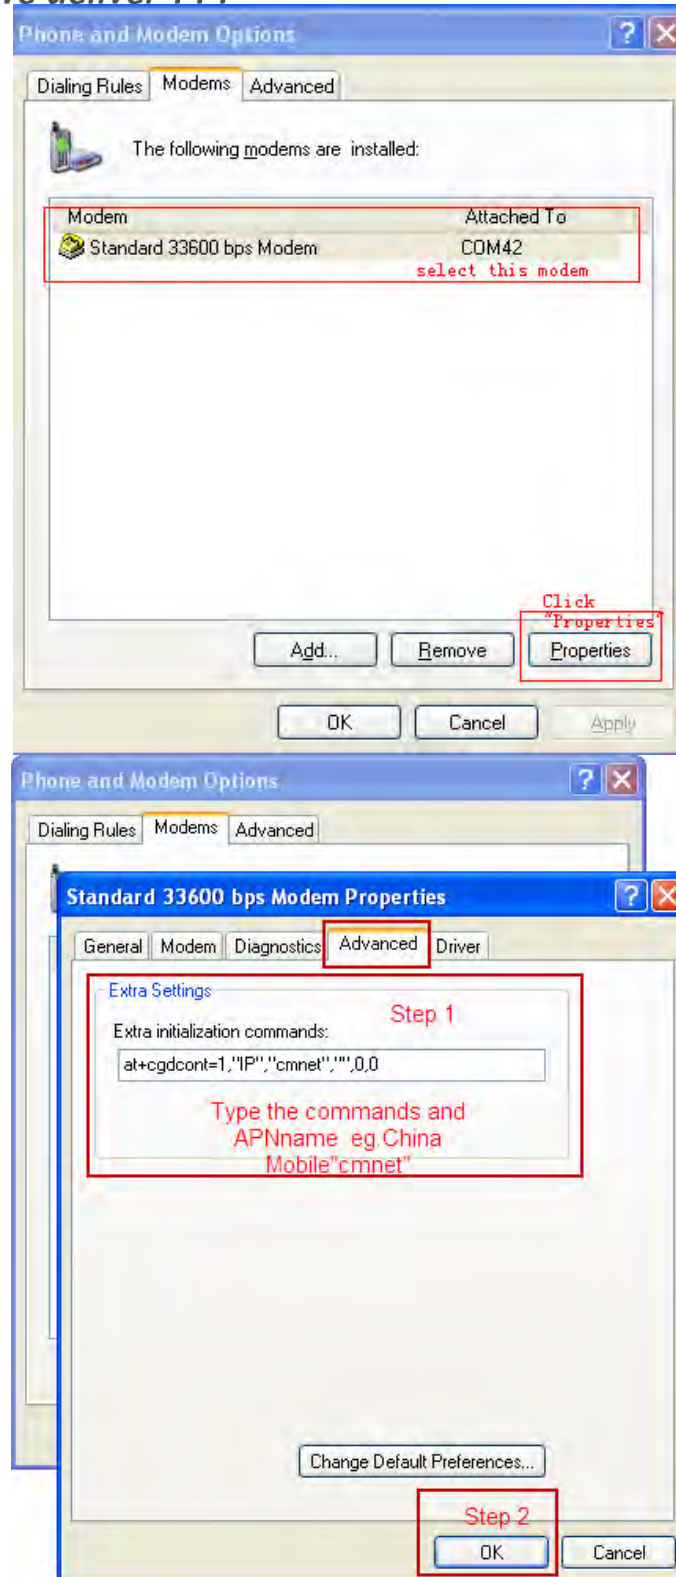 ve deliver
Phone and Modem Options
Dialing Rules Modems Advanced
The following modems are installed:
Modem Attached To
Standard 33600 bps Modem COM42
select this modem
Click
"Properties"
Add... Remove Properties
OK Cancel Apply
Phone and Modem Options
Dialing Rules Modems Advanced
Standard 33600 bps Modem Properties
General Modem Diagnostics Advanced Driver
Extra Settings
Step 1
Extra initialization commands:
at+cgdcont=1,"IP","cmnet","",0,0
Type the commands and
APNname eg.China
Mobile"cmnet"
Change Default Preferences...
Step 2
OK Cancel